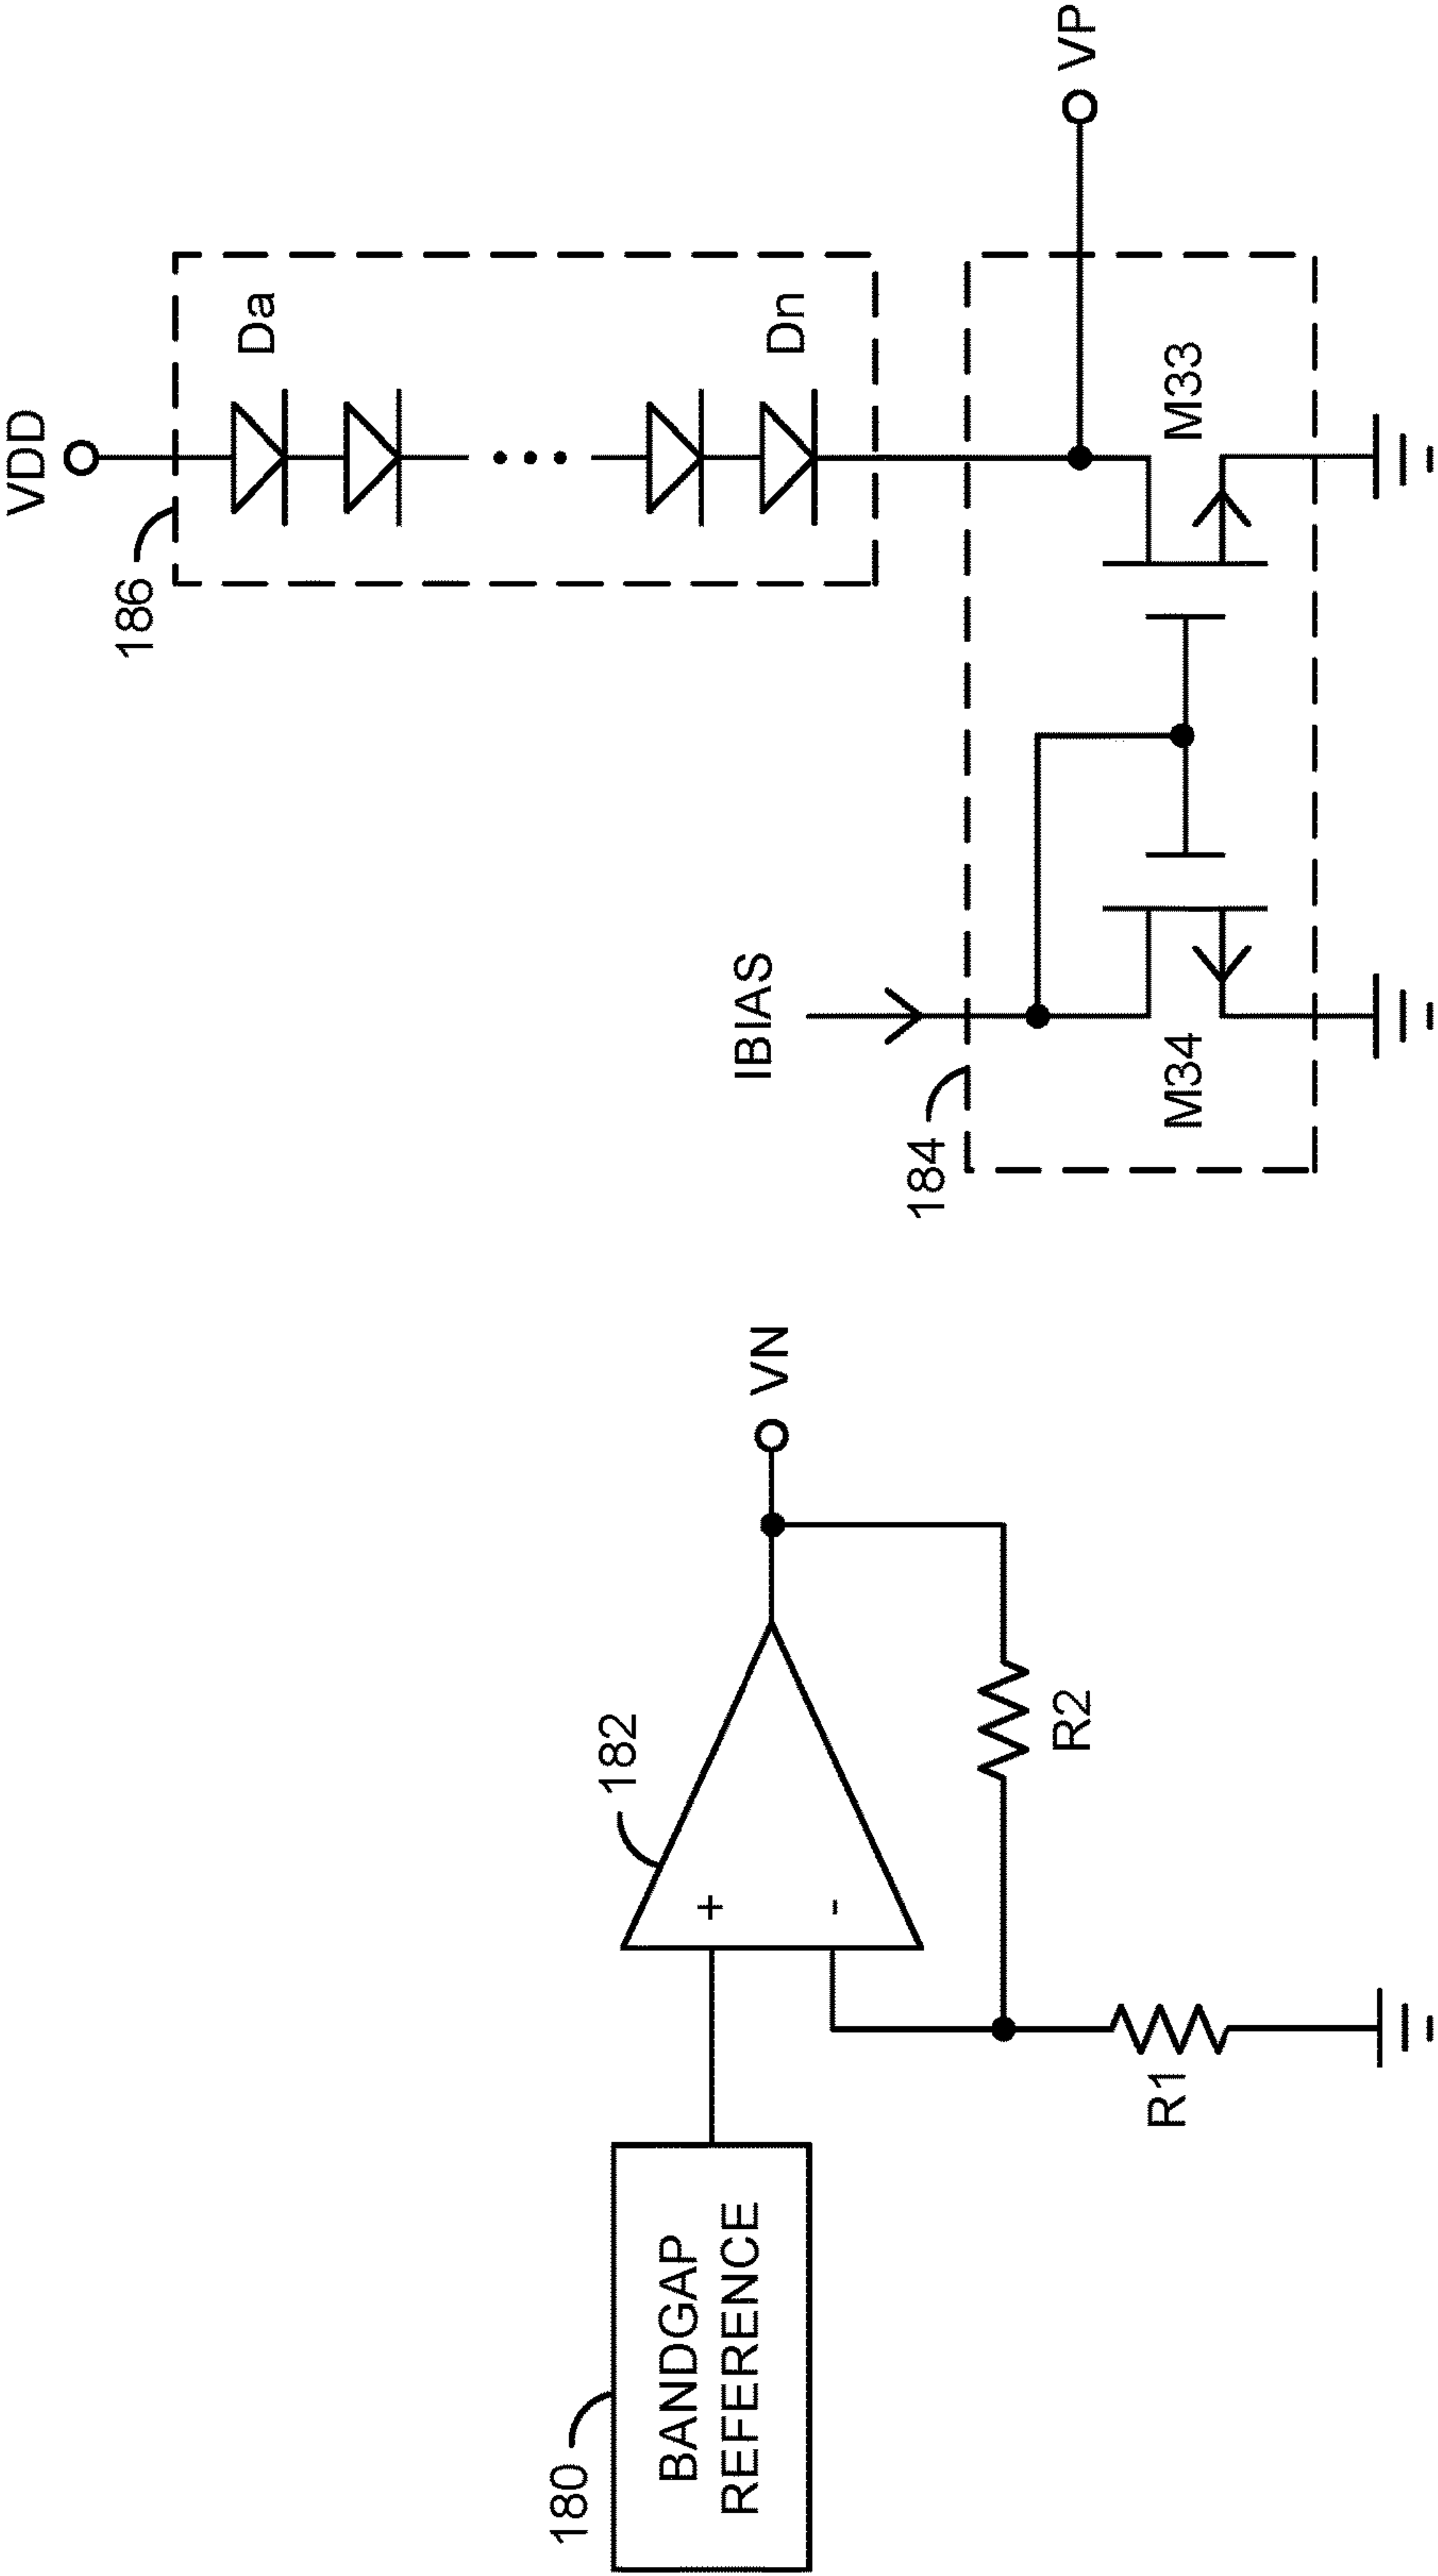 VDD
186
Da
Dn
VP
IBIAS
184
M34
M33
180
BANDGAP
REFERENCE
182
+
-
VN
R2
R1